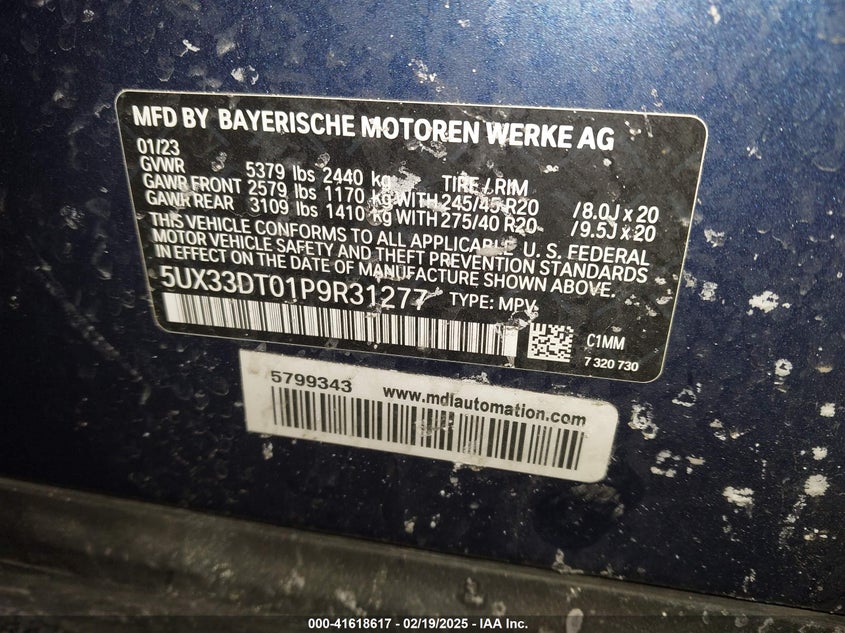 MFD BY BAYERISCHE MOTOREN WERKE AG
01/23
GVWR 5379 lbs 2440 kg TIRE / RIM
GAWR FRONT 2579 lbs 1170 kg WITH 245/45 R20 /8.0J x 20
GAWR REAR 3109 lbs 1410 kg WITH 275/40 R20 /9.5J x 20
THIS VEHICLE CONFORMS TO ALL APPLICABLE U. S. FEDERAL
MOTOR VEHICLE SAFETY AND THEFT PREVENTION STANDARDS
IN EFFECT ON THE DATE OF MANUFACTURE SHOWN ABOVE.
5UX33DT01P9R31277 TYPE: MPV
C1MM
7 320 730
5799343 www.mdlautomation.com
000-41618617 - 02/19/2025 - IAA Inc.